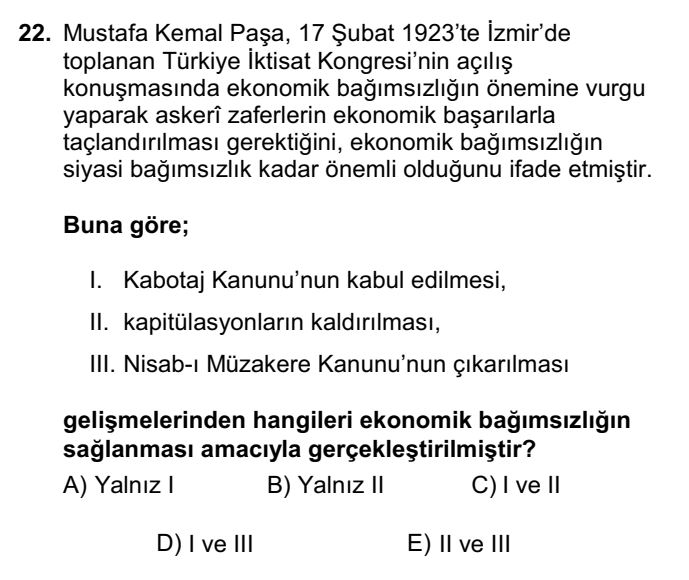 22. Mustafa Kemal Paşa, 17 Şubat 1923’te İzmir’de
toplanan Türkiye İktisat Kongresi’nin açılış
konuşmasında ekonomik bağımsızlığın önemine vurgu
yaparak askerî zaferlerin ekonomik başarılarla
taçlandırılması gerektiğini, ekonomik bağımsızlığın
siyasi bağımsızlık kadar önemli olduğunu ifade etmiştir.
Buna göre;
I. Kabotaj Kanunu’nun kabul edilmesi,
II. kapitülasyonların kaldırılması,
III. Nisab-ı Müzakere Kanunu’nun çıkarılması
gelişmelerinden hangileri ekonomik bağımsızlığın
sağlanması amacıyla gerçekleştirilmiştir?
A) Yalnız I B) Yalnız II C) I ve II
D) I ve III E) II ve III